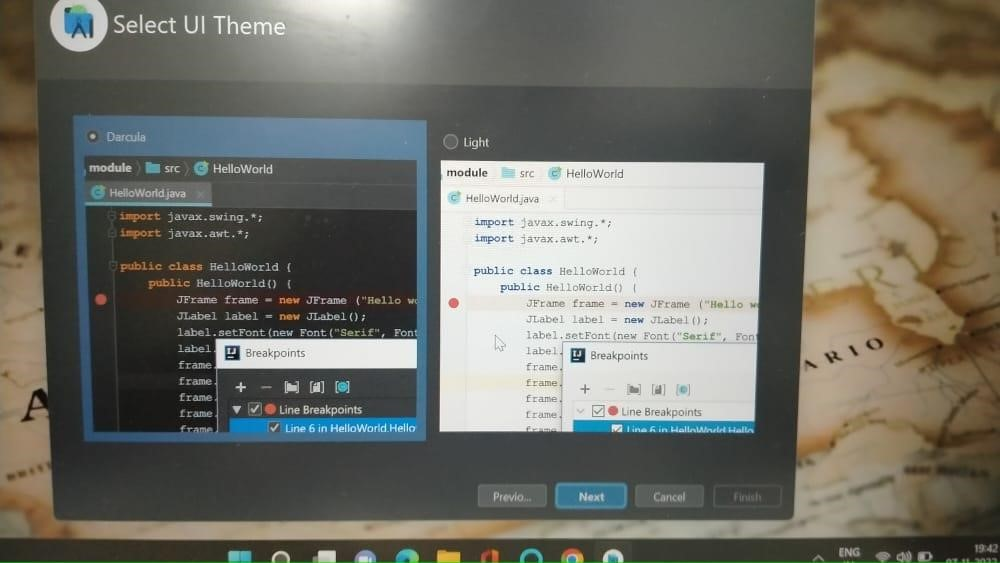 Select UI Theme
Darcula
module src HelloWorld
HelloWorld.java
import javax.swing.*;
import javax.awt.*;
public class HelloWorld {
public HelloWorld() {
JFrame frame = new JFrame ("Hello wo
JLabel label = new JLabel();
label.setFont(new Font("Serif", Font
label.
frame.
frame.
frame.
frame.
frame.
Breakpoints
Line Breakpoints
Line 6 in HelloWorld.Hello
Light
module src HelloWorld
HelloWorld.java
import javax.swing.*;
import javax.awt.*;
public class HelloWorld {
public HelloWorld() {
JFrame frame = new JFrame ("Hello wo
JLabel label = new JLabel();
label.setFont(new Font("Serif", Font
label.
frame.
frame.
frame.
frame.
frame.
Breakpoints
Line Breakpoints
Line 6 in HelloWorld.Hello
Previo... Next Cancel Finish
ARIO
A
ENG
19:42